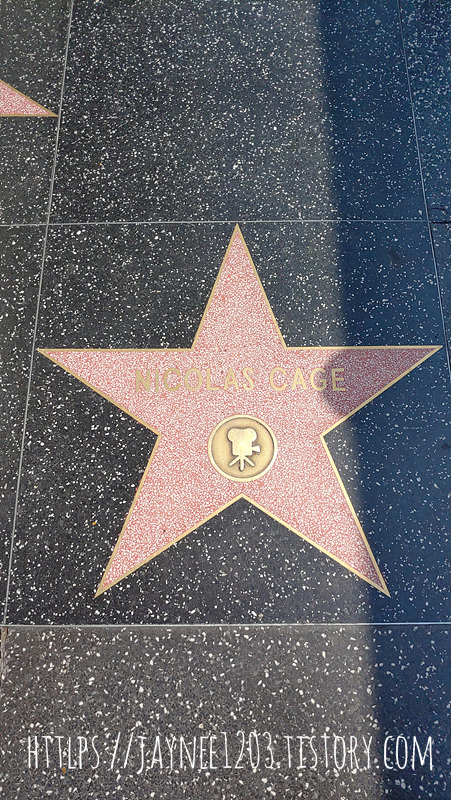 NICOLAS CAGE
HTTPS://JAYNEE1203.TISTORY.COM